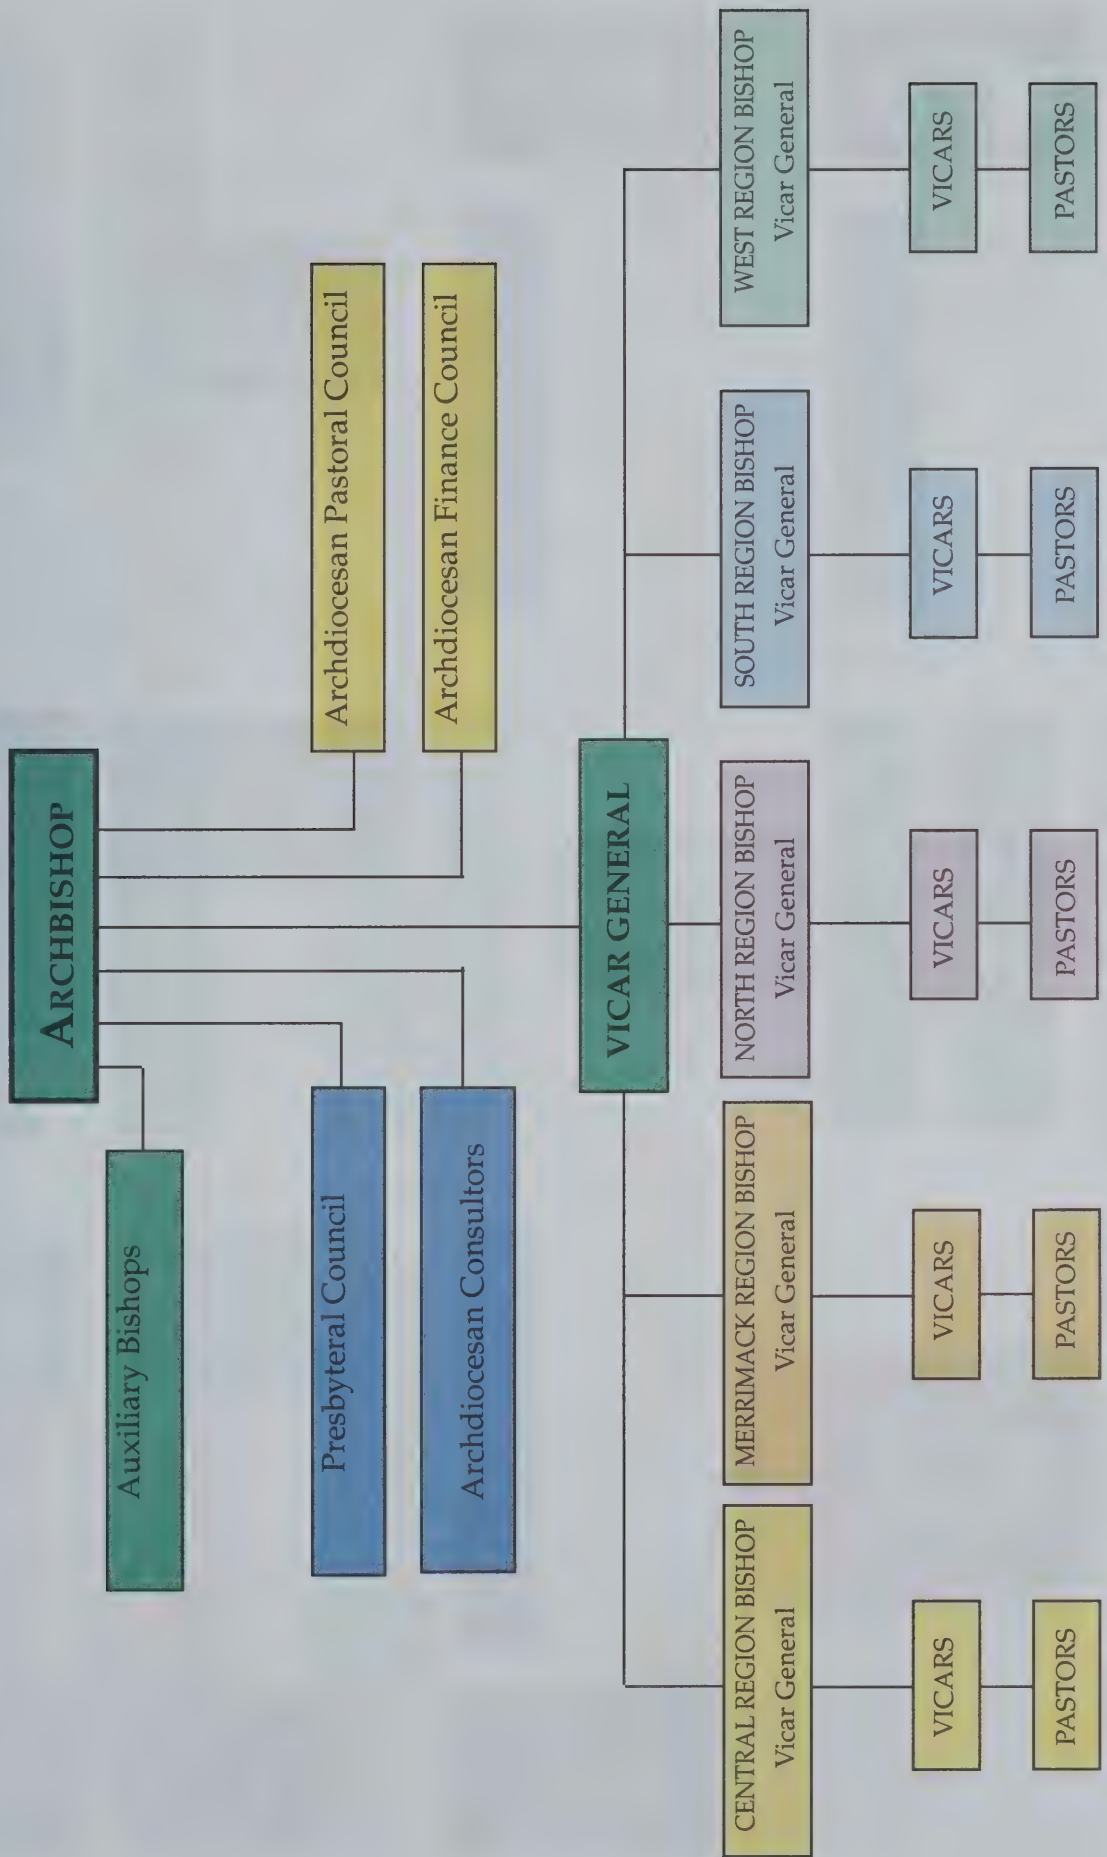 ARCHBISHOP
Auxiliary Bishops
Presbyteral Council
Archdiocesan Pastoral Council
Archdiocesan Consultors
Archdiocesan Finance Council
VICAR GENERAL
CENTRAL REGION BISHOP
Vicar General
MERRIMACK REGION BISHOP
Vicar General
NORTH REGION BISHOP
Vicar General
SOUTH REGION BISHOP
Vicar General
WEST REGION BISHOP
Vicar General
VICARS
VICARS
VICARS
VICARS
VICARS
PASTORS
PASTORS
PASTORS
PASTORS
PASTORS